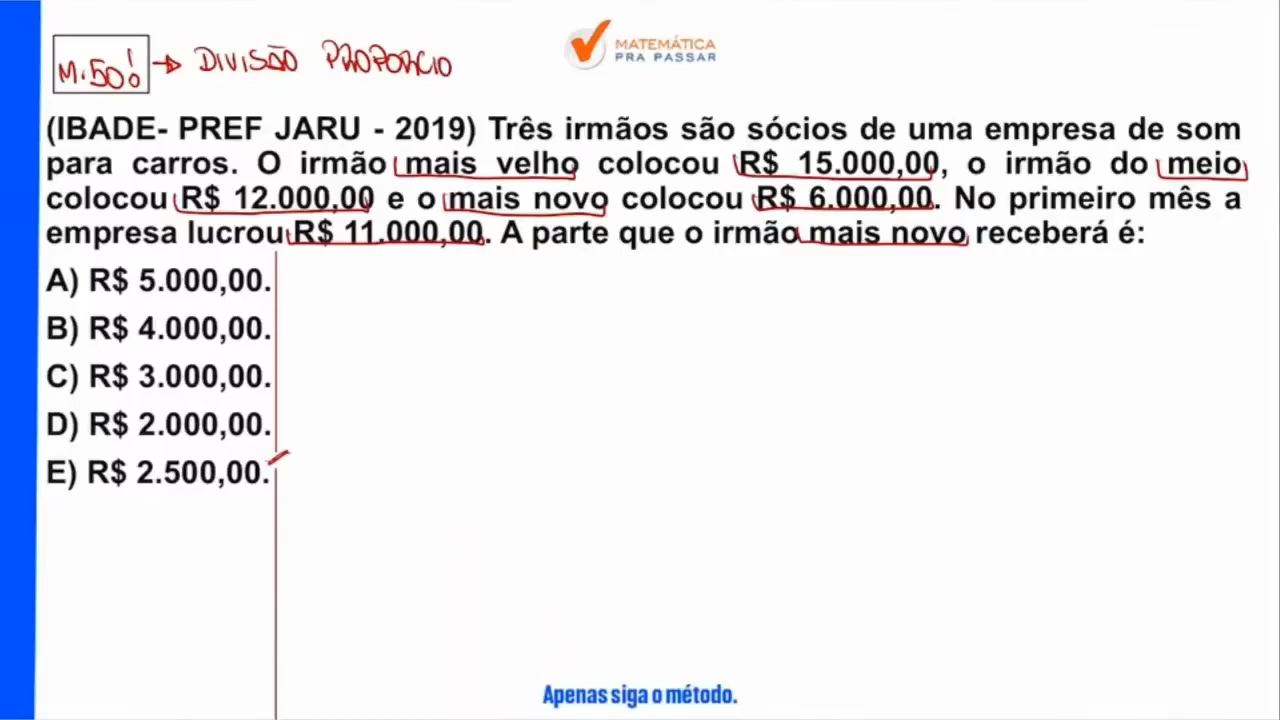 M.50! → DIVISÃO PROPORCIO
MATEMÁTICA
PRA PASSAR
(IBADE- PREF JARU - 2019) Três irmãos são sócios de uma empresa de som
para carros. O irmão mais velho colocou R$ 15.000,00, o irmão do meio
colocou R$ 12.000,00 e o mais novo colocou R$ 6.000,00. No primeiro mês a
empresa lucrou R$ 11.000,00. A parte que o irmão mais novo receberá é:
A) R$ 5.000,00.
B) R$ 4.000,00.
C) R$ 3.000,00.
D) R$ 2.000,00.
E) R$ 2.500,00.
Apenas siga o método.